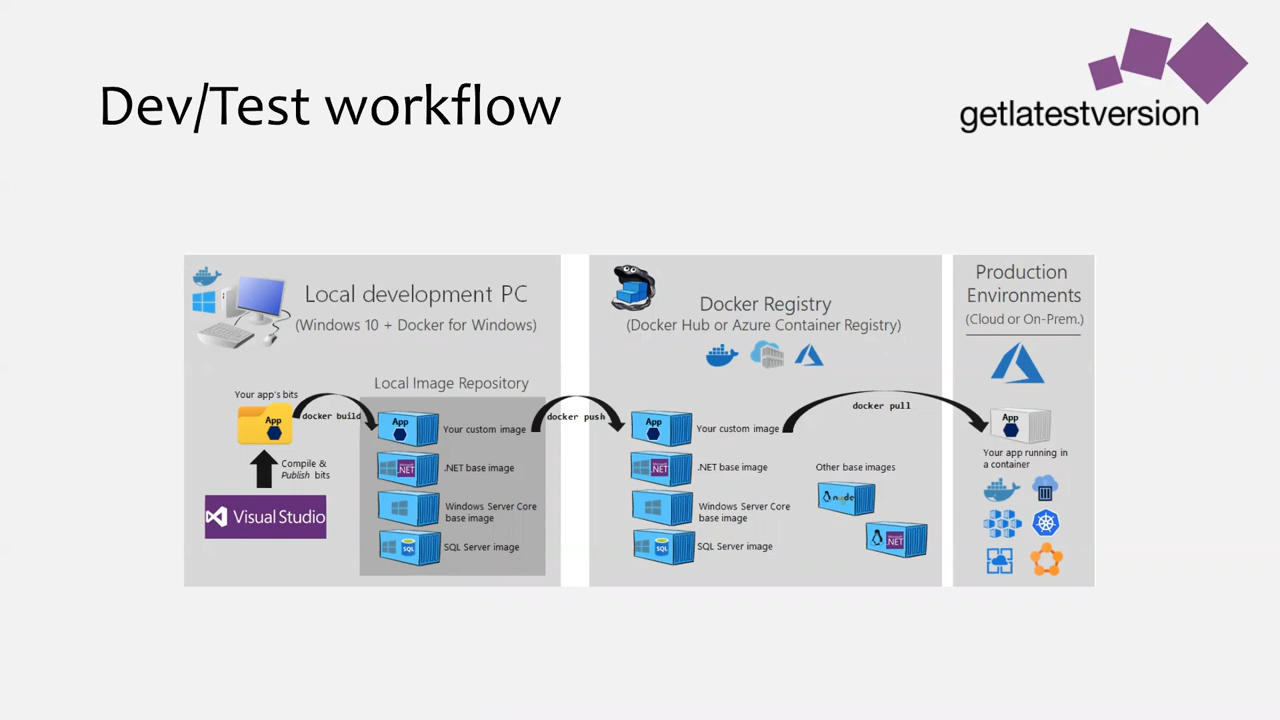 Dev/Test workflow
getlatestversion
Local development PC
(Windows 10 + Docker for Windows)
Local Image Repository
Your app's bits
App
docker build
Compile &
Publish bits
Visual Studio
App
Your custom image
.NET
.NET base image
Windows Server Core
base image
SQL
SQL Server image
docker push
Docker Registry
(Docker Hub or Azure Container Registry)
App
Your custom image
.NET
.NET base image
Windows Server Core
base image
SQL
SQL Server image
docker pull
Other base images
node
.NET
Production
Environments
(Cloud or On-Prem.)
App
Your app running in
a container